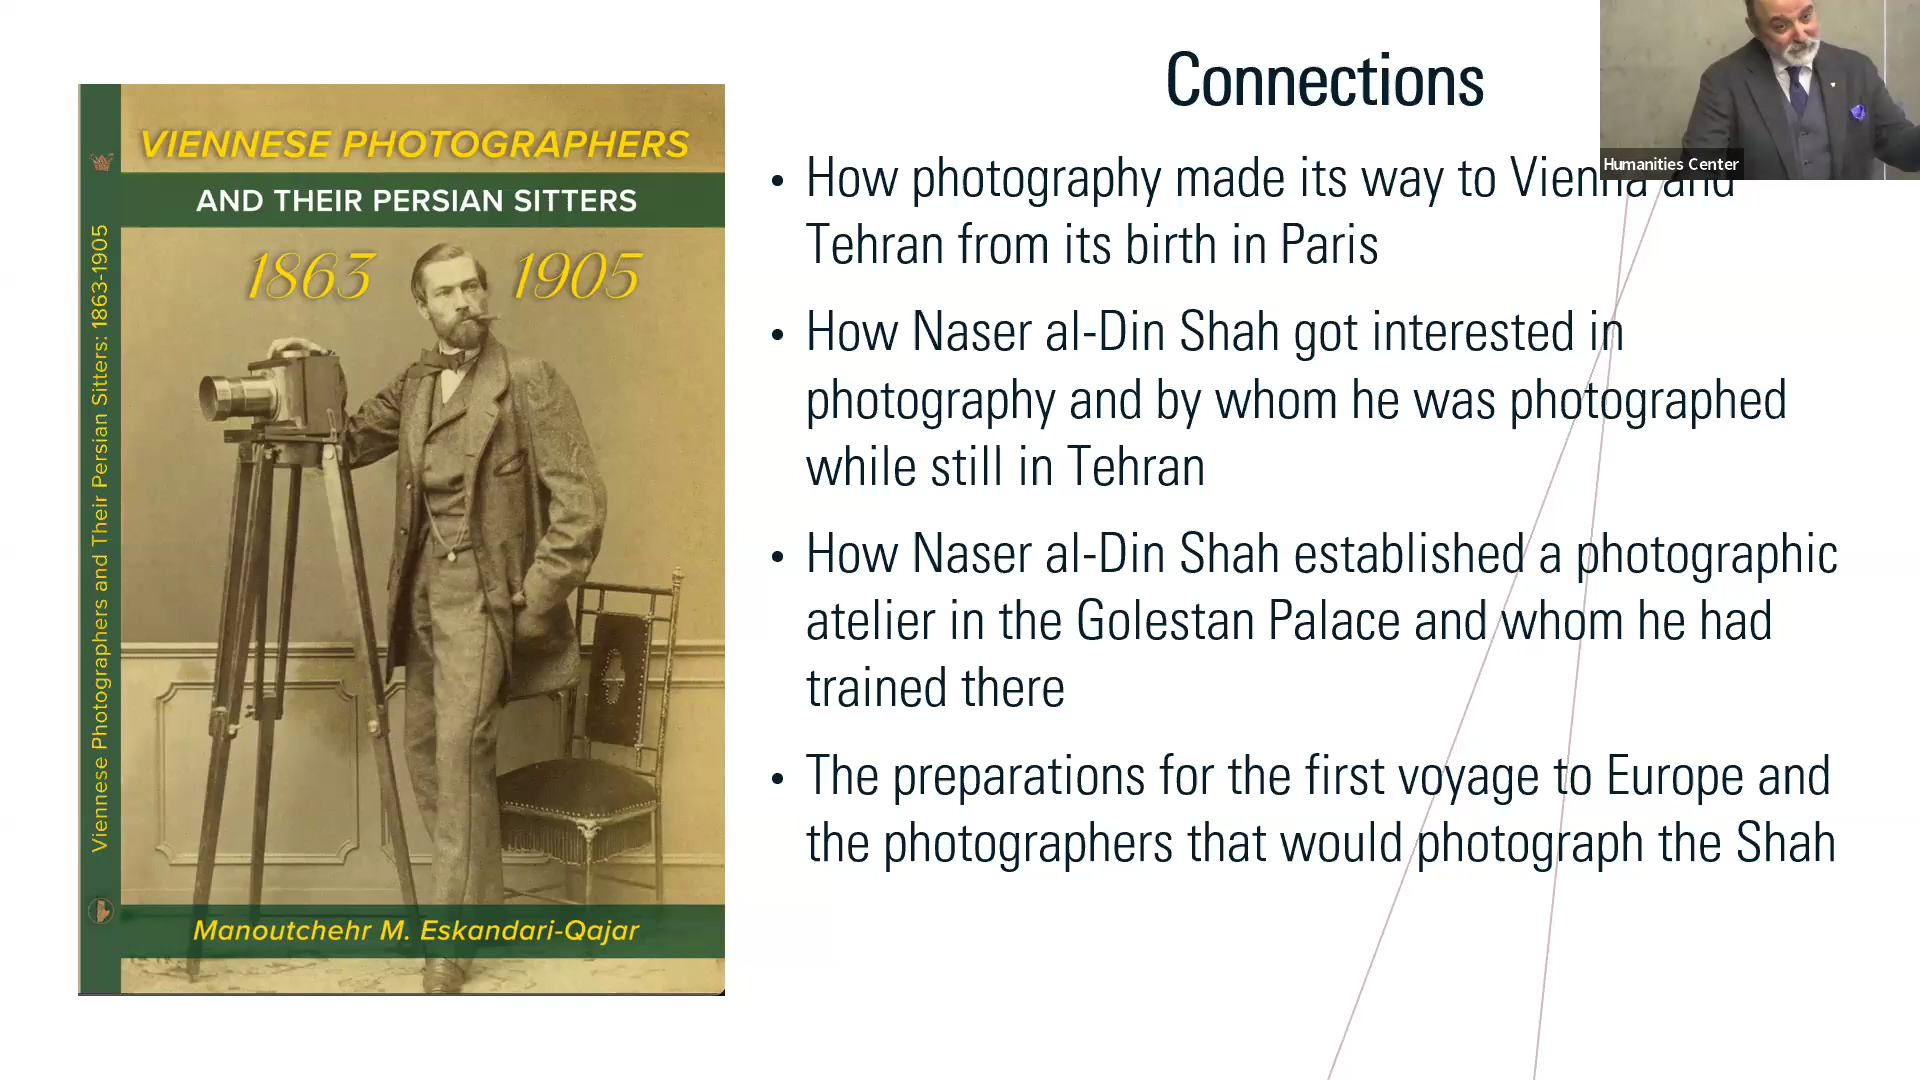 Viennese Photographers and Their Persian Sitters: 1863-1905
VIENNESE PHOTOGRAPHERS
AND THEIR PERSIAN SITTERS
1863 1905
Manoutchehr M. Eskandari-Qajar
Connections
• How photography made its way to Vienna and
Tehran from its birth in Paris
• How Naser al-Din Shah got interested in
photography and by whom he was photographed
while still in Tehran
• How Naser al-Din Shah established a photographic
atelier in the Golestan Palace and whom he had
trained there
• The preparations for the first voyage to Europe and
the photographers that would photograph the Shah
Humanities Center